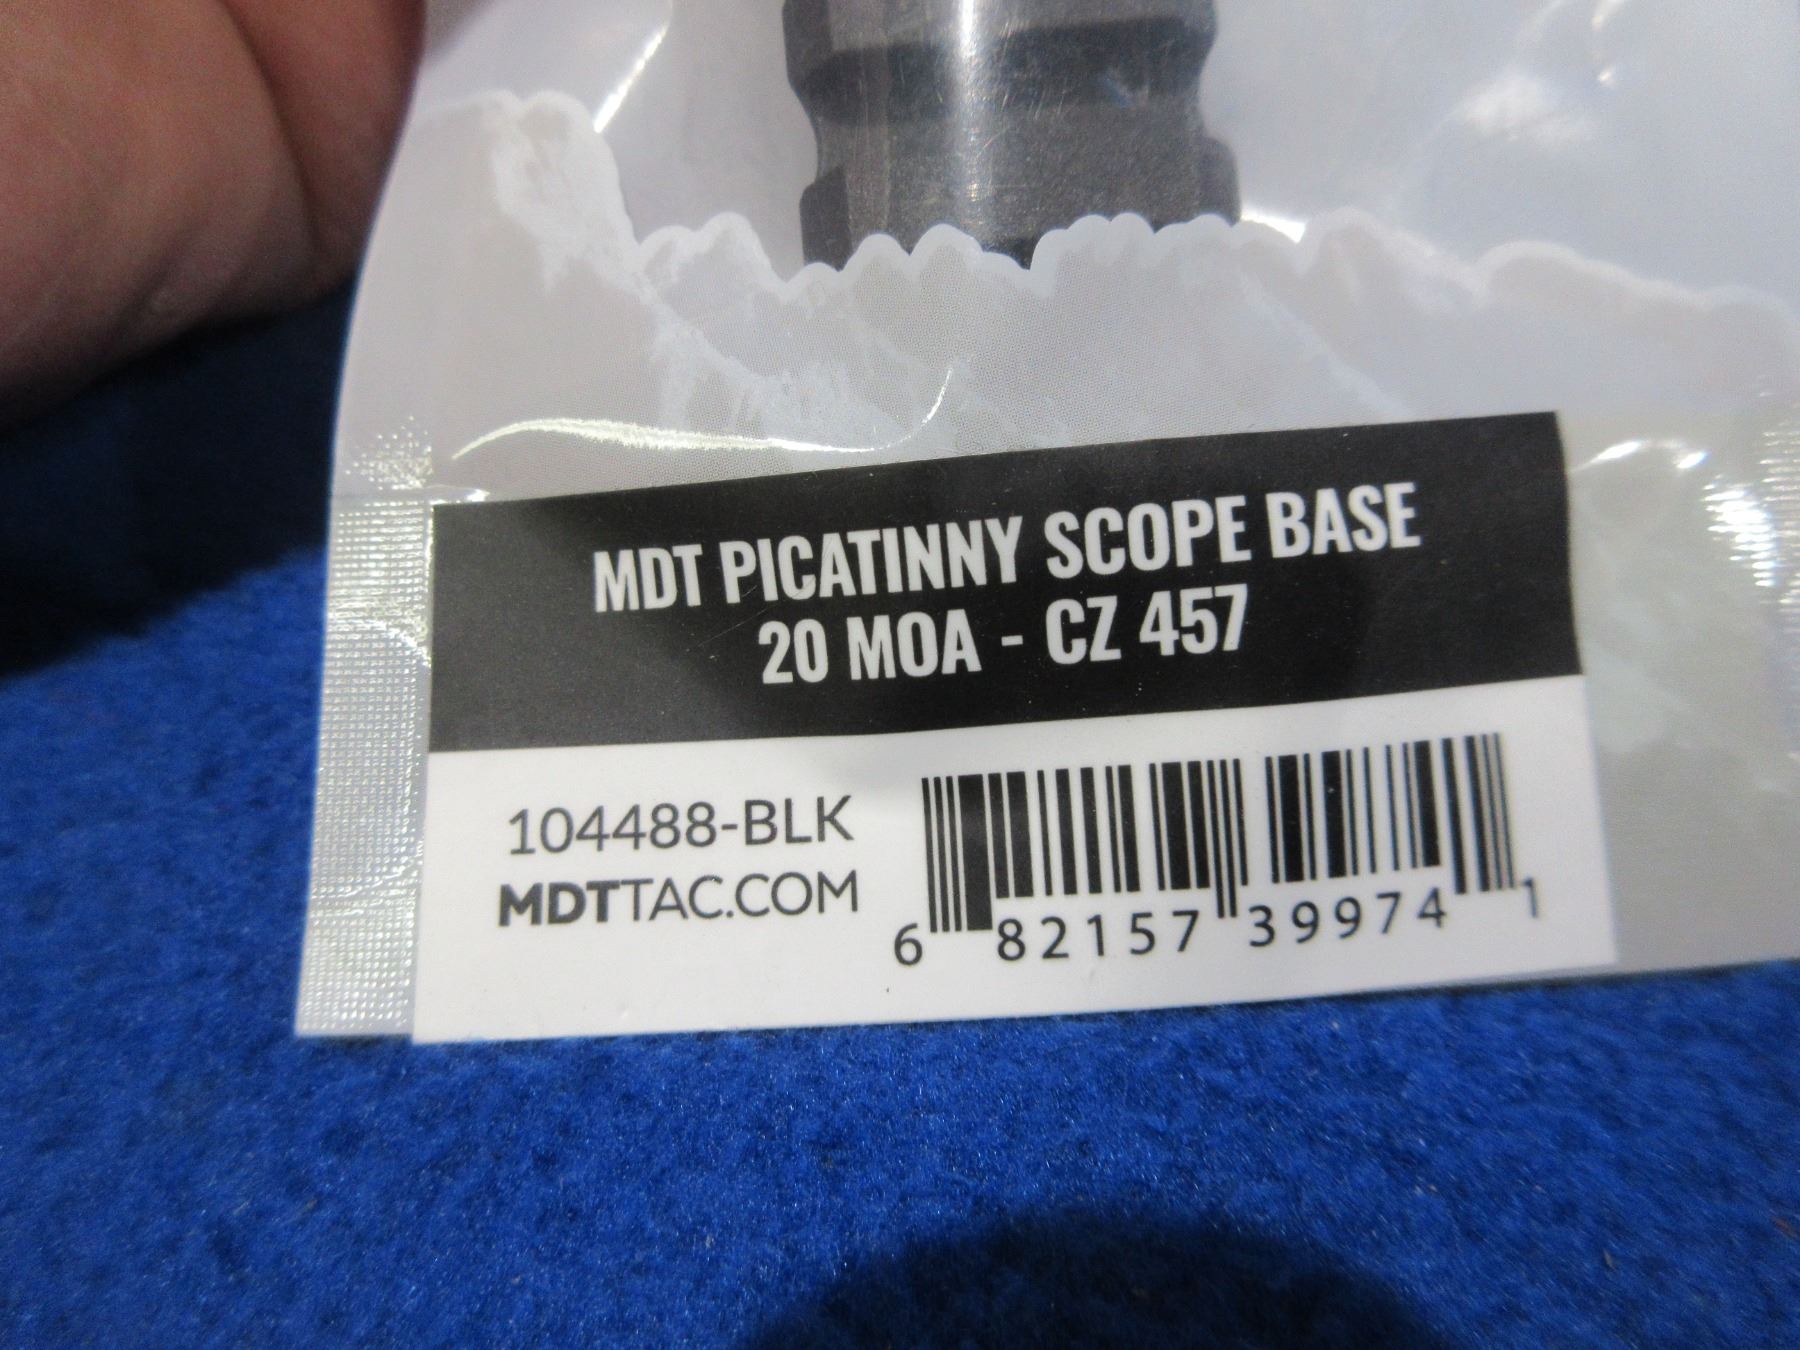 MDT PICATINNY SCOPE BASE
20 MOA - CZ 457
104488-BLK
MDTTAC.COM
6 82157 39974 1